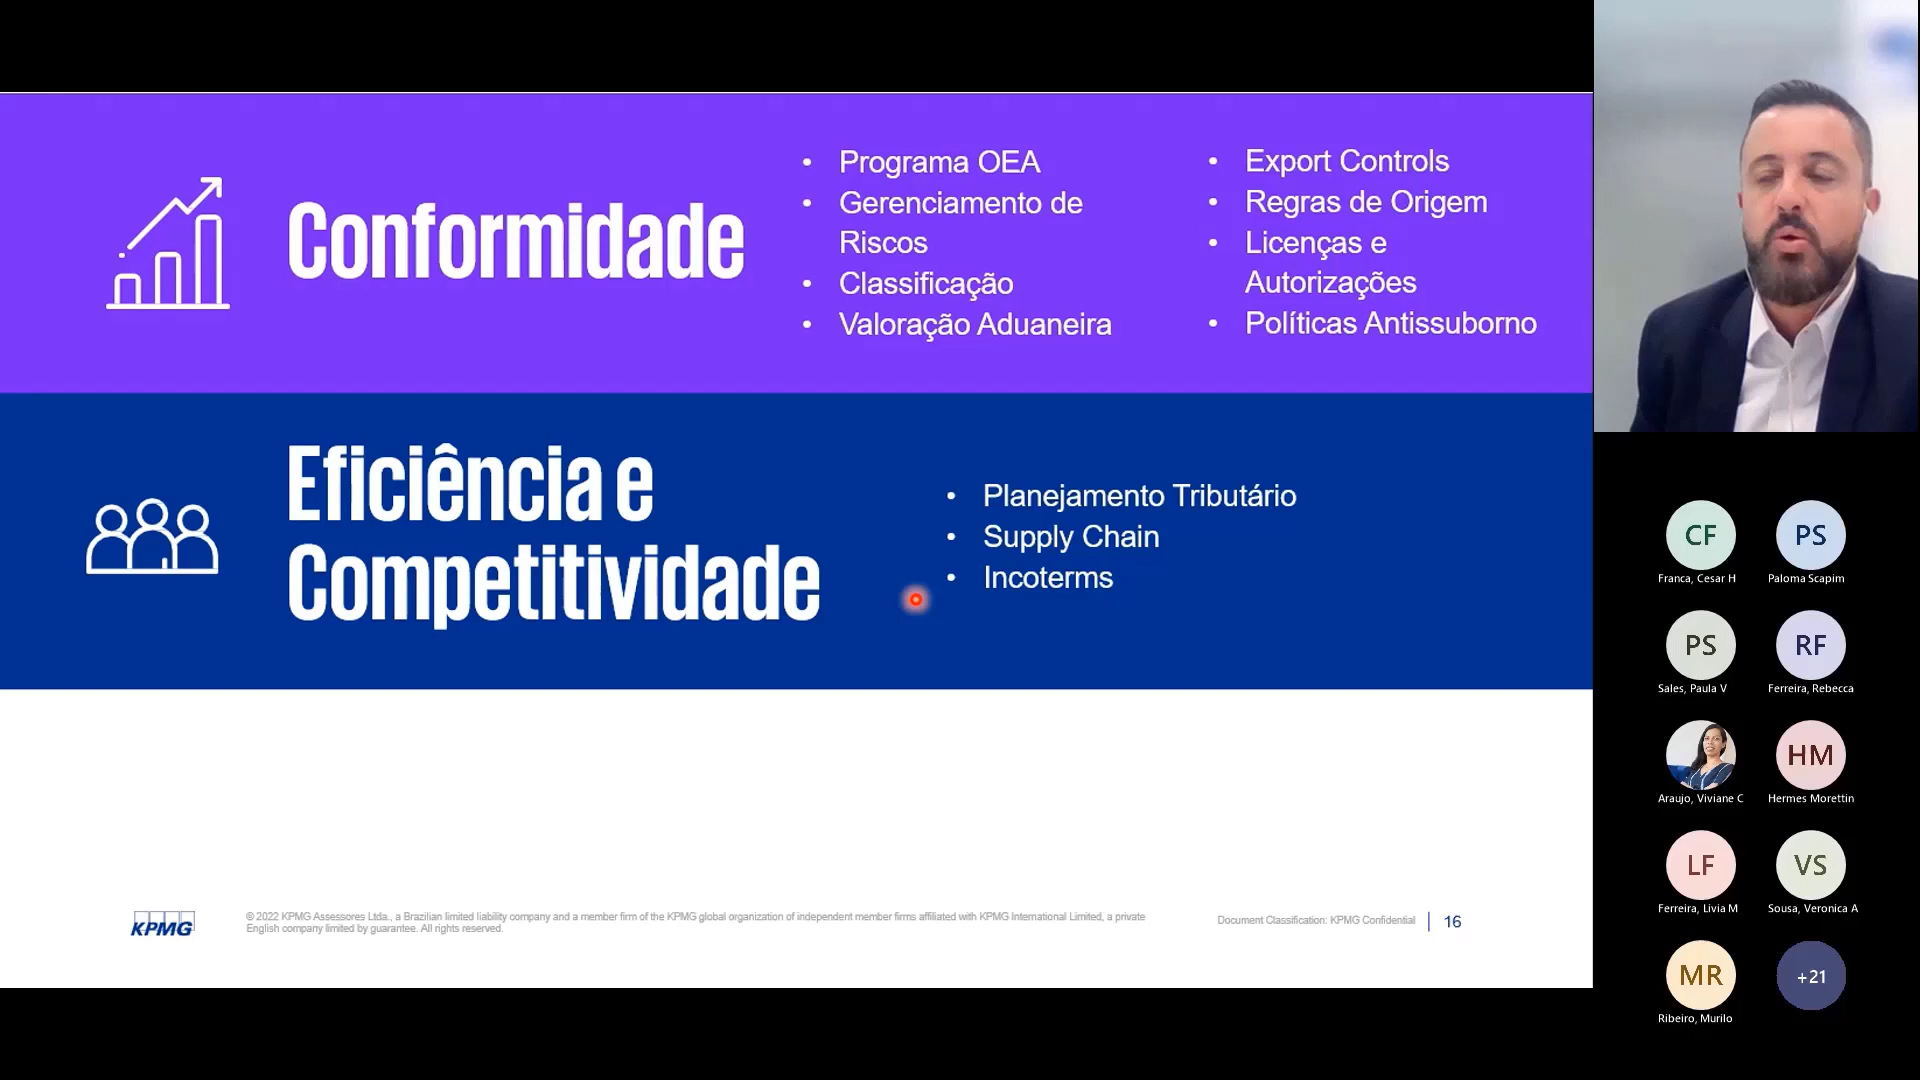 Conformidade
• Programa OEA
• Gerenciamento de
Riscos
• Classificação
• Valoração Aduaneira
• Export Controls
• Regras de Origem
• Licenças e
Autorizações
• Políticas Antissuborno
Eficiência e
Competitividade
• Planejamento Tributário
• Supply Chain
• Incoterms
KPMG
© 2022 KPMG Assessores Ltda., a Brazilian limited liability company and a member firm of the KPMG global organization of independent member firms affiliated with KPMG International Limited, a private
English company limited by guarantee. All rights reserved.
Document Classification: KPMG Confidential
16
CF
Franca, Cesar H
PS
Paloma Scapim
PS
Sales, Paula V
RF
Ferreira, Rebecca
Araujo, Viviane C
HM
Hermes Morettin
LF
Ferreira, Livia M
VS
Sousa, Veronica A
MR
Ribeiro, Murilo
+21